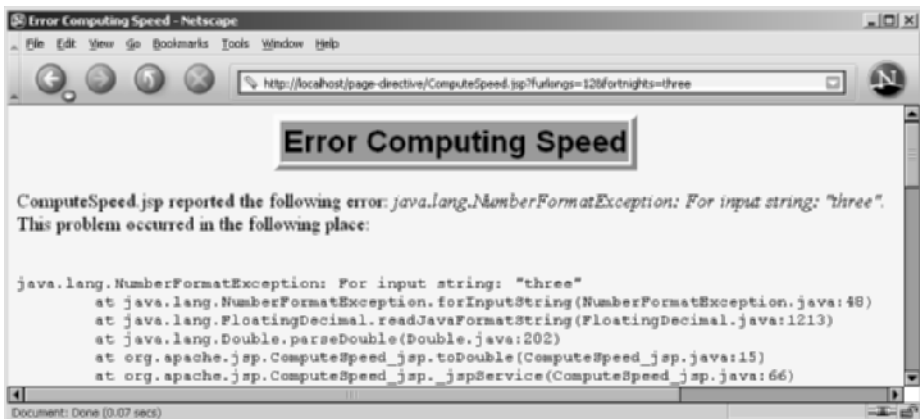 Error Computing Speed - Netscape
File Edit View Go Bookmarks Tools Window Help
http://localhost/page-directive/ComputeSpeed.jsp?furlongs=12&fortnights=three
N
Error Computing Speed
ComputeSpeed.jsp reported the following error: java.lang.NumberFormatException: For input string: "three".
This problem occurred in the following place:
java.lang.NumberFormatException: For input string: "three"
at java.lang.NumberFormatException.forInputString(NumberFormatException.java:48)
at java.lang.FloatingDecimal.readJavaFormatString(FloatingDecimal.java:1213)
at java.lang.Double.parseDouble(Double.java:202)
at org.apache.jsp.ComputeSpeed_jsp.toDouble(ComputeSpeed_jsp.java:15)
at org.apache.jsp.ComputeSpeed_jsp._jspService(ComputeSpeed_jsp.java:66)
Document: Done (0.07 secs)